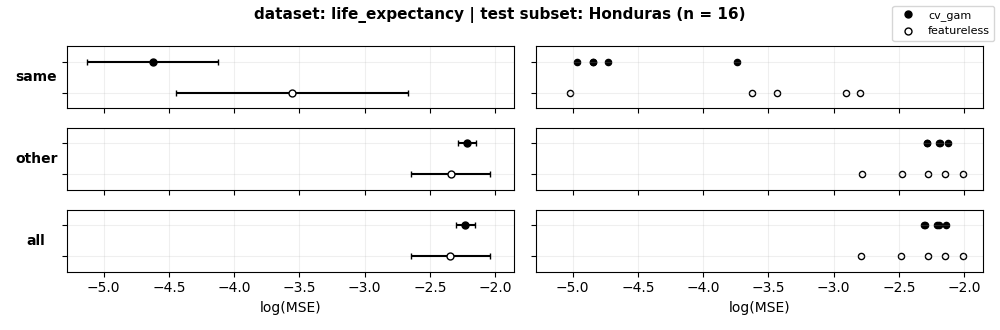 dataset: life_expectancy | test subset: Honduras (n = 16)
cv_gam
featureless
same
other
all
−5.0 −4.5 −4.0 −3.5 −3.0 −2.5 −2.0
−5.0 −4.5 −4.0 −3.5 −3.0 −2.5 −2.0
log(MSE)
log(MSE)